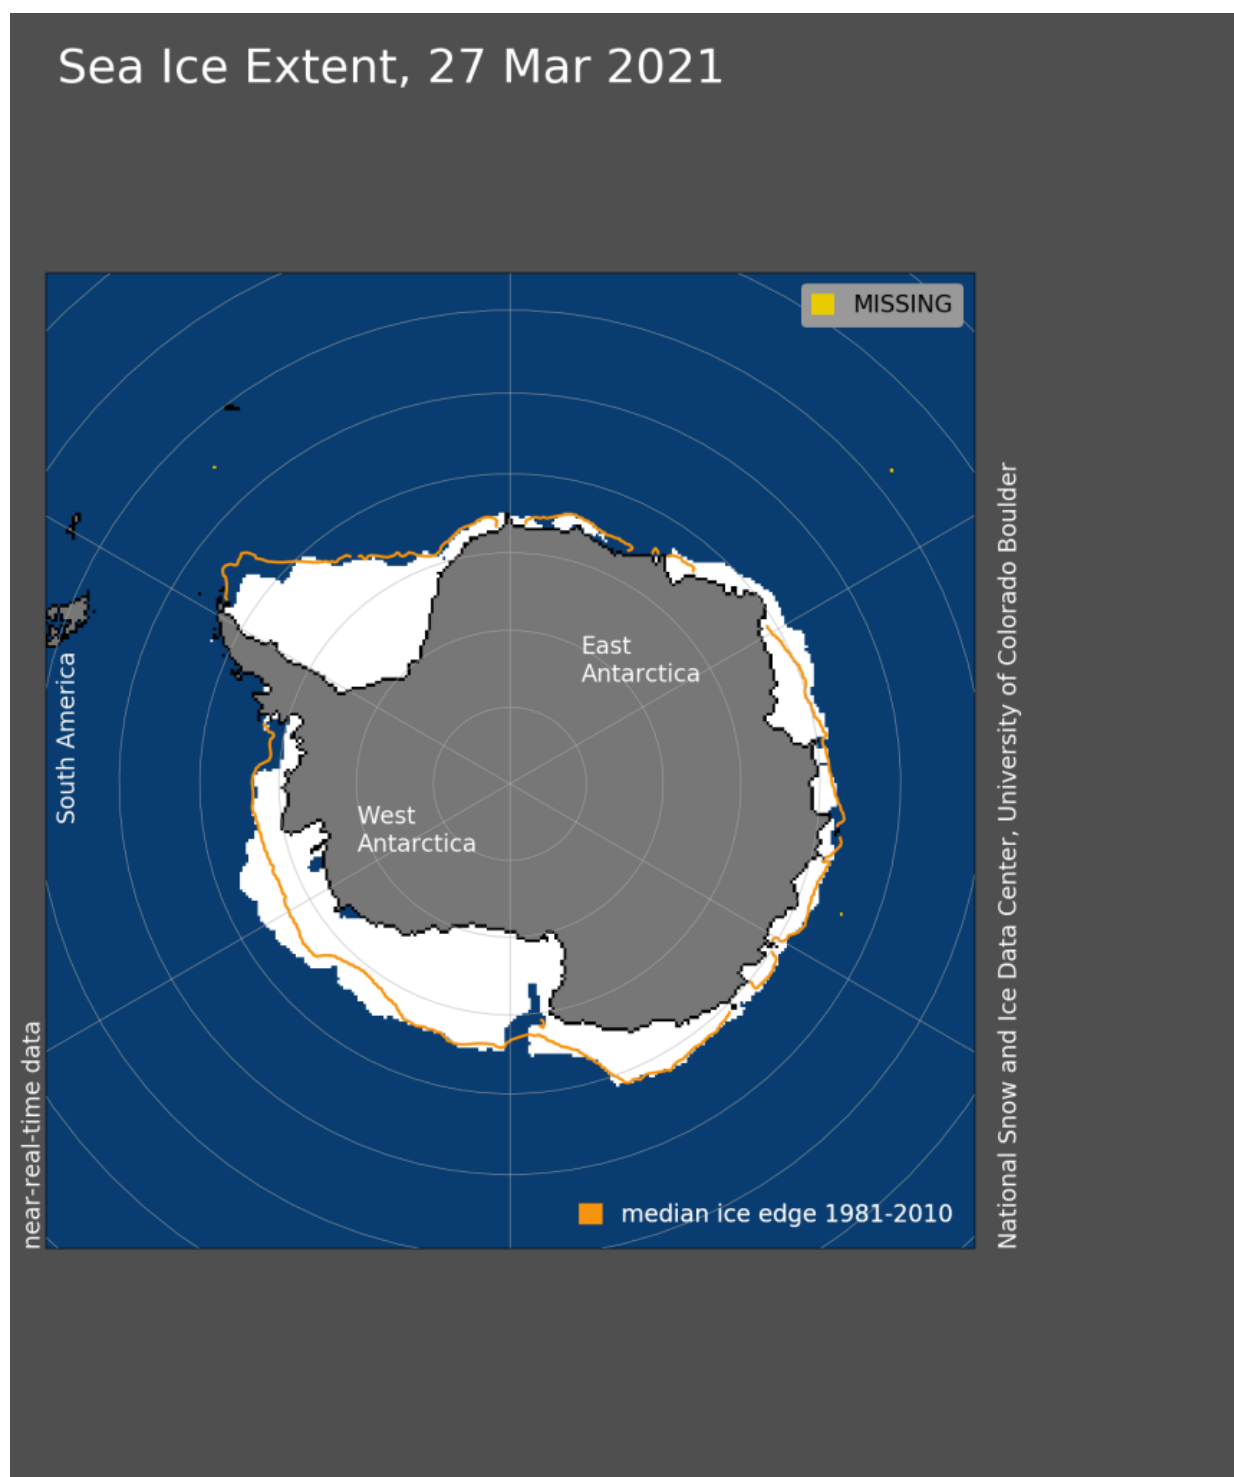 Sea Ice Extent, 27 Mar 2021
MISSING
East
Antarctica
West
Antarctica
South America
near-real-time data
National Snow and Ice Data Center, University of Colorado Boulder
median ice edge 1981-2010